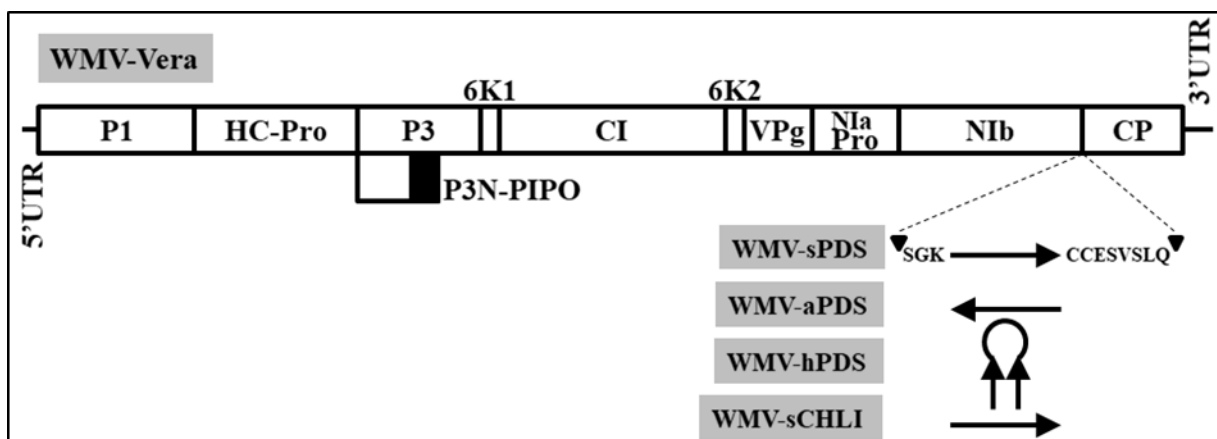 WMV-Vera
3’UTR
6K1 6K2
P1 HC-Pro P3 CI VPg NIa Pro NIb CP
P3N-PIPO
5’UTR
WMV-sPDS SGK CCESVSLQ
WMV-aPDS
WMV-hPDS
WMV-sCHLI